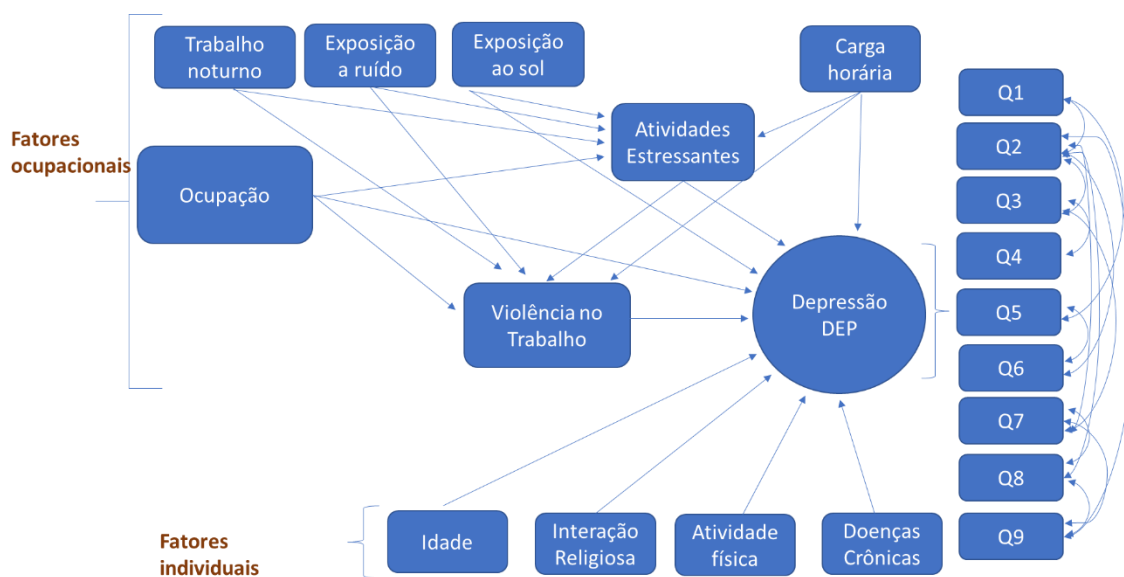 Trabalho
noturno
Exposição
a ruído
Exposição
ao sol
Carga
horária
Fatores
ocupacionais
Atividades
Estressantes
Ocupação
Violência no
Trabalho
Depressão
DEP
Q1
Q2
Q3
Q4
Q5
Q6
Q7
Q8
Q9
Fatores
individuais
Idade
Interação
Religiosa
Atividade
física
Doenças
Crônicas